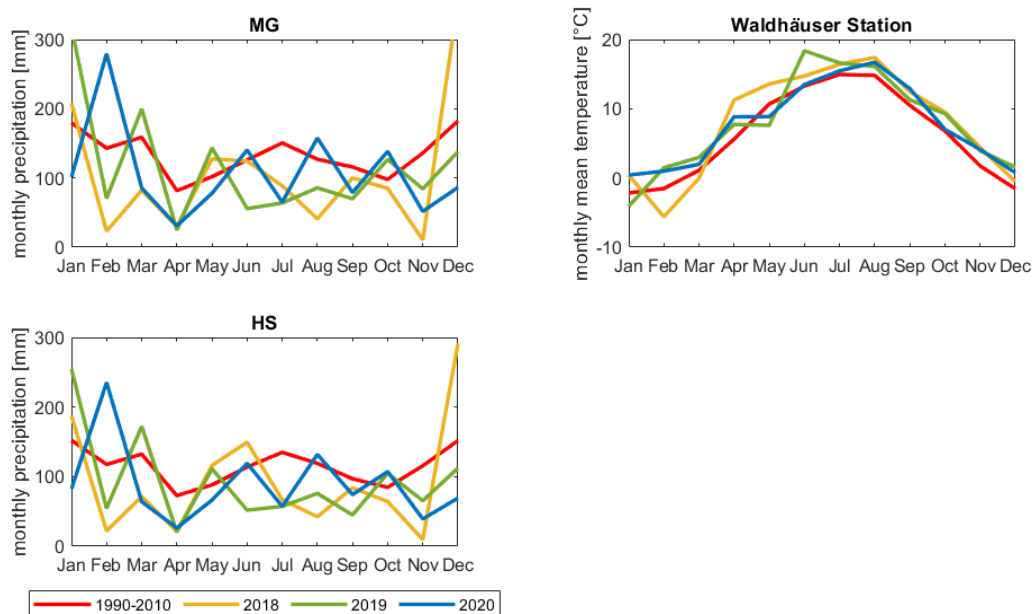 MG
monthly precipitation [mm]
300
200
100
0
Jan Feb Mar Apr May Jun Jul Aug Sep Oct Nov Dec
Waldhäuser Station
monthly mean temperature [°C]
20
10
0
-10
Jan Feb Mar Apr May Jun Jul Aug Sep Oct Nov Dec
HS
monthly precipitation [mm]
300
200
100
0
Jan Feb Mar Apr May Jun Jul Aug Sep Oct Nov Dec
1990-2010 2018 2019 2020